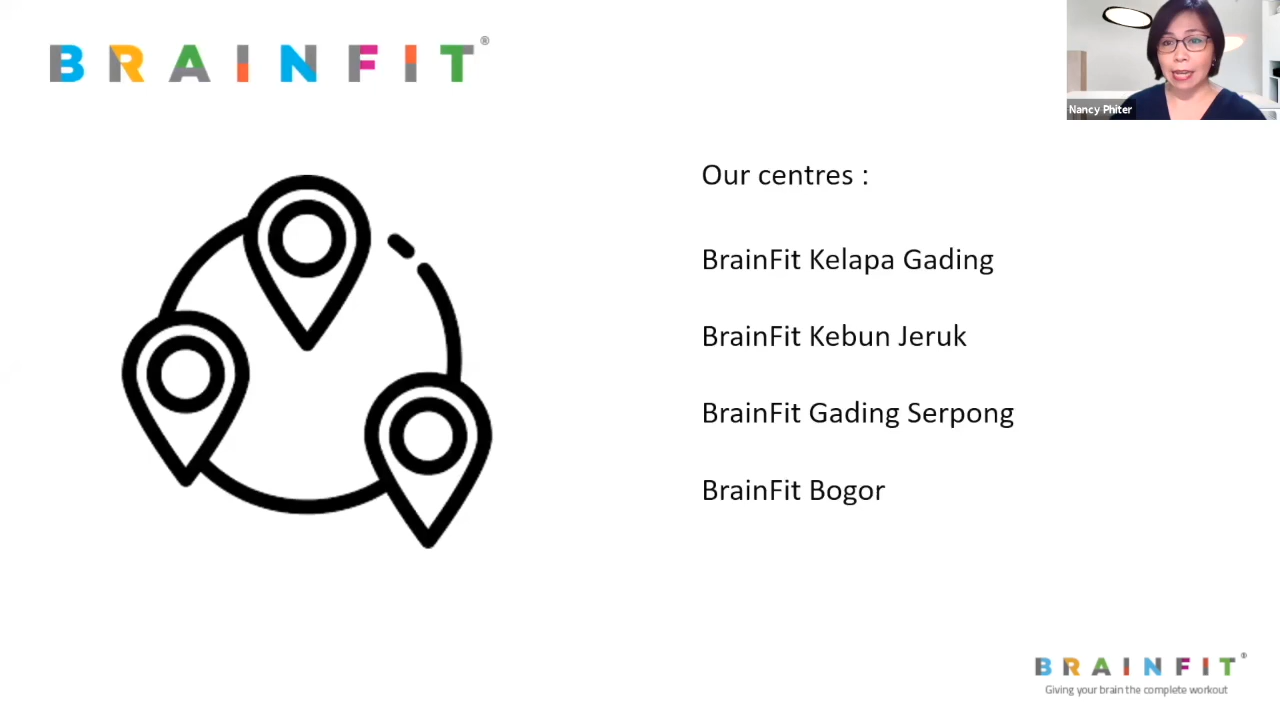 BRAINFIT®
Nancy Phiter
Our centres :
BrainFit Kelapa Gading
BrainFit Kebun Jeruk
BrainFit Gading Serpong
BrainFit Bogor
BRAINFIT®
Giving your brain the complete workout